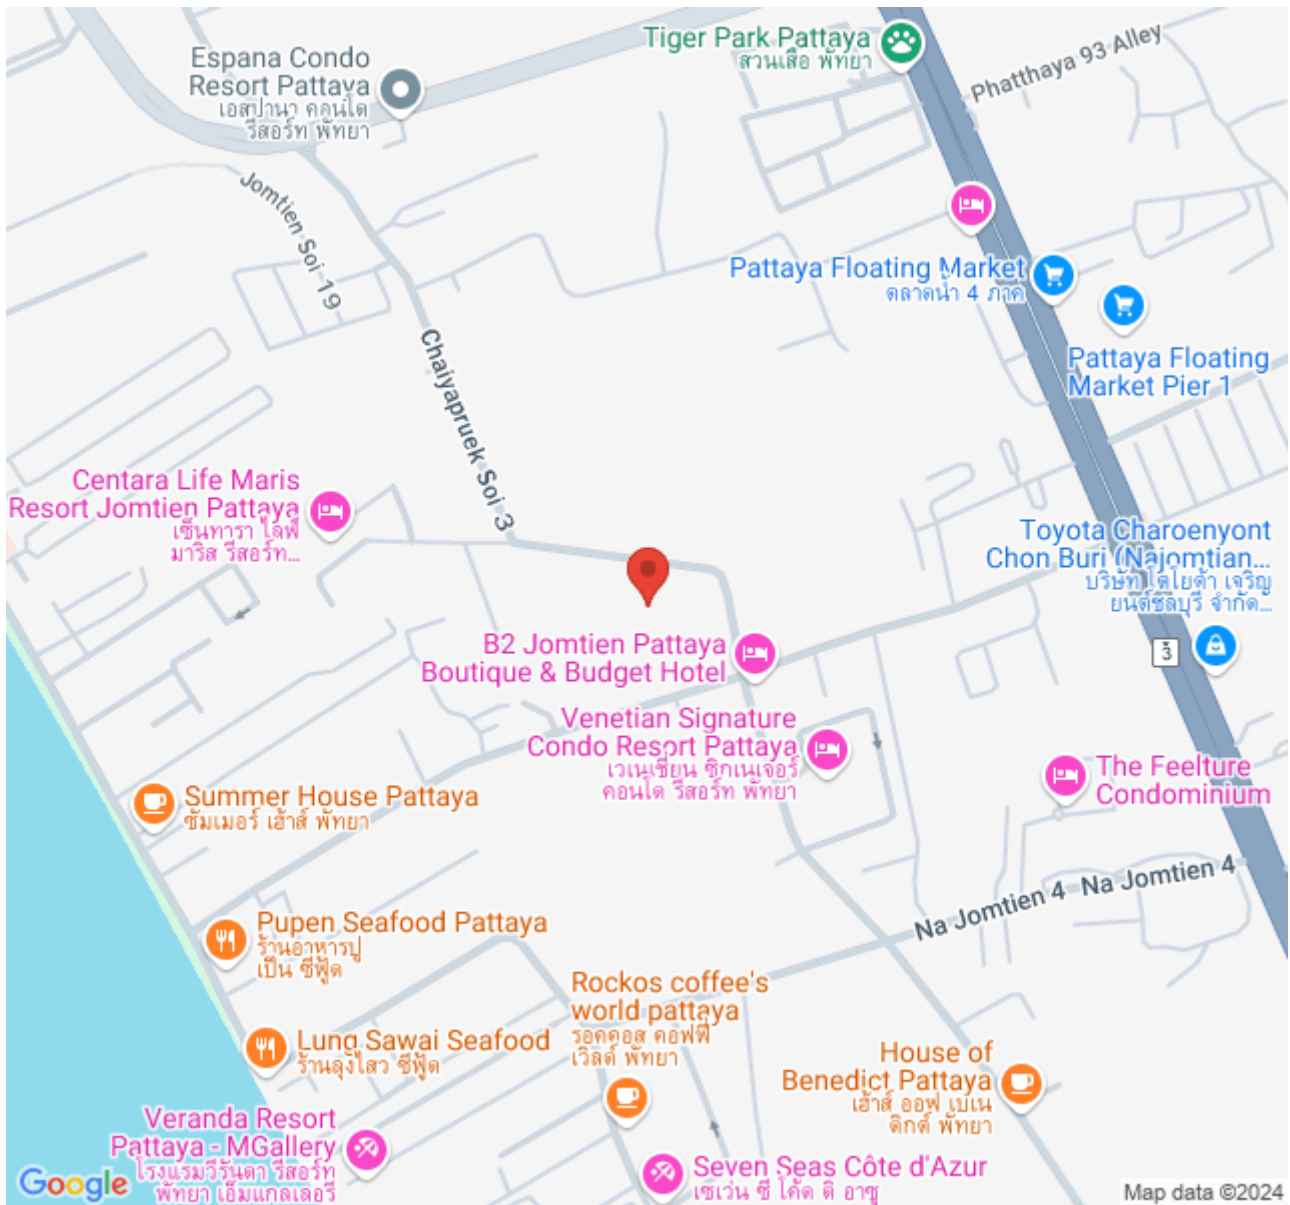 Tiger Park Pattaya
สวนเสือ พัทยา
Phatthaya 93 Alley
Espana Condo
Resort Pattaya
เอสปานา คอนโด
รีสอร์ท พัทยา
Jomtien Soi 19
Pattaya Floating Market
ตลาดน้ำ 4 ภาค
Pattaya Floating
Market Pier 1
Chaiyapruek Soi 3
Centara Life Maris
Resort Jomtien Pattaya
เซ็นทารา ไลฟ์
มาริส รีสอร์ท...
Toyota Charoenyont
Chon Buri (Najomtian...
บริษัท โตโยต้า เจริญ
ยนต์ชลบุรี จำกัด...
3
B2 Jomtien Pattaya
Boutique & Budget Hotel
Venetian Signature
Condo Resort Pattaya
เวเนเชี่ยน ซิกเนเจอร์
คอนโด รีสอร์ท พัทยา
The Feelture
Condominium
Summer House Pattaya
ซัมเมอร์ เฮ้าส์ พัทยา
Na Jomtien 4 Na Jomtien 4
Pupen Seafood Pattaya
ร้านอาหารปู
เป็น ซีฟู้ด
Rockos coffee's
world pattaya
รอคคอส คอฟฟี่
เวิลด์ พัทยา
Lung Sawai Seafood
ร้านลุงไสว ซีฟู้ด
House of
Benedict Pattaya
เฮ้าส์ ออฟ เบเน
ดิกต์ พัทยา
Veranda Resort
Pattaya - MGallery
โรงแรมวีรันดา รีสอร์ท
พัทยา เอ็มแกลเลอรี
Seven Seas Côte d'Azur
เซเว่น ซี โค้ด ดิ อาซู
Google
Map data ©2024